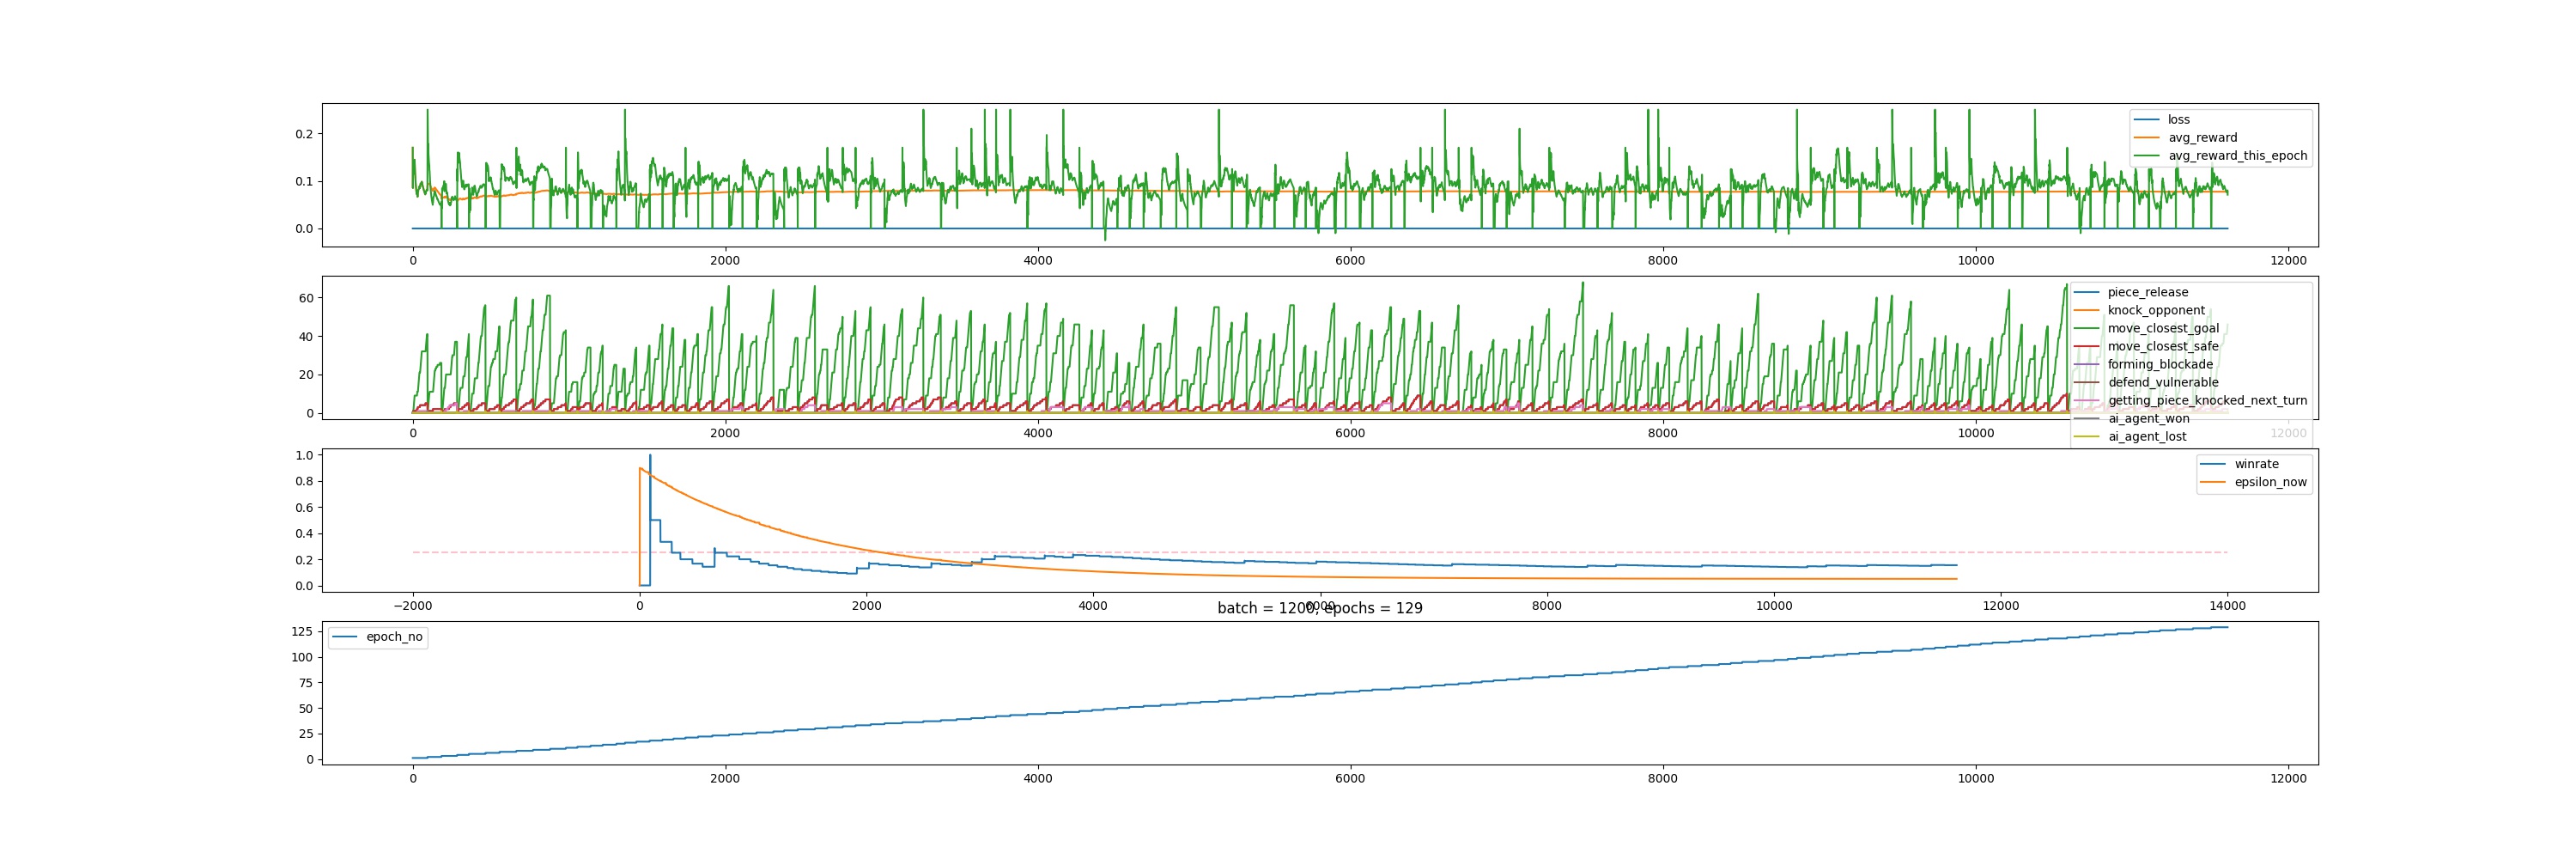 loss
avg_reward
avg_reward_this_epoch
0.2
0.1
0.0
0 2000 4000 6000 8000 10000 12000
piece_release
knock_opponent
move_closest_goal
move_closest_safe
forming_blockade
defend_vulnerable
getting_piece_knocked_next_turn
ai_agent_won
ai_agent_lost
60
40
20
0
0 2000 4000 6000 8000 10000 12000
winrate
epsilon_now
1.0
0.8
0.6
0.4
0.2
0.0
−2000 0 2000 4000 6000 8000 10000 12000 14000
batch = 1200, epochs = 129
epoch_no
125
100
75
50
25
0
0 2000 4000 6000 8000 10000 12000